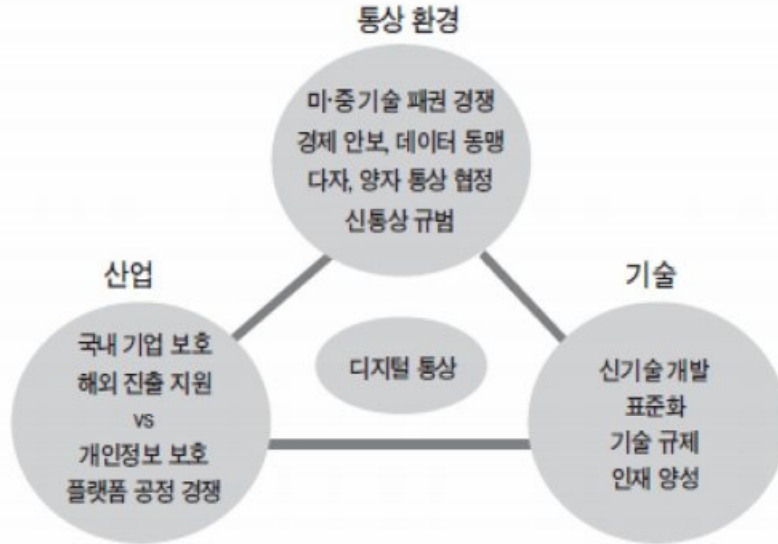 통상 환경
미·중 기술 패권 경쟁
경제 안보, 데이터 동맹
다자, 양자 통상 협정
신통상 규범
산업
국내 기업 보호
해외 진출 지원
vs
개인정보 보호
플랫폼 공정 경쟁
디지털 통상
기술
신기술 개발
표준화
기술 규제
인재 양성